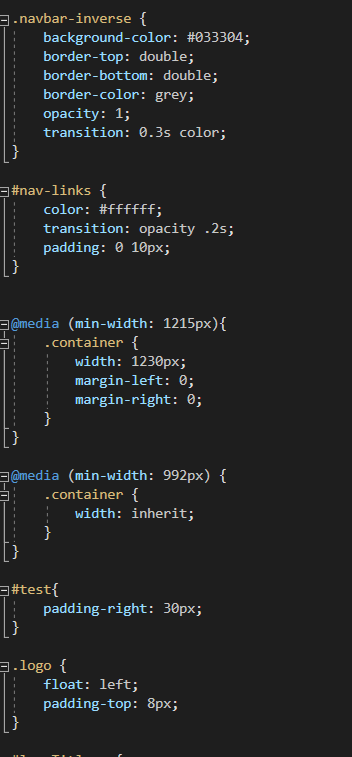 .navbar-inverse {
background-color: #033304;
border-top: double;
border-bottom: double;
border-color: grey;
opacity: 1;
transition: 0.3s color;
}
#nav-links {
color: #ffffff;
transition: opacity .2s;
padding: 0 10px;
}
@media (min-width: 1215px){
.container {
width: 1230px;
margin-left: 0;
margin-right: 0;
}
}
@media (min-width: 992px) {
.container {
width: inherit;
}
}
#test{
padding-right: 30px;
}
.logo {
float: left;
padding-top: 8px;
}